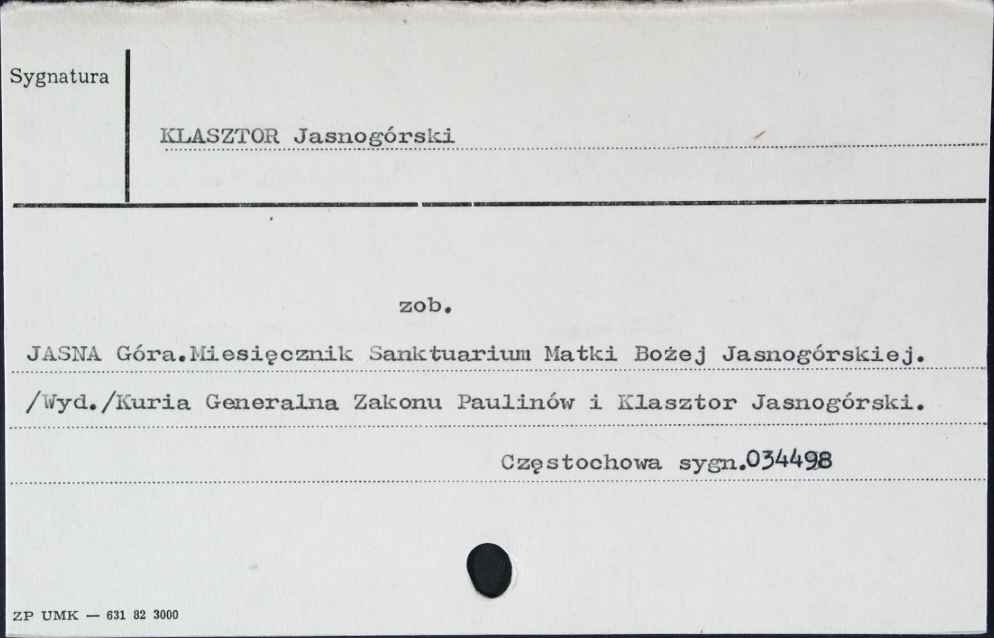 Sygnatura
KLASZTOR Jasnogórski
zob.
JASNA Góra.Miesięcznik Sanktuarium Matki Bożej Jasnogórskiej.
/Wyd./Kuria Generalna Zakonu Paulinów i Klasztor Jasnogórski.
Częstochowa sygn.034498
ZP UMK — 631 82 3000